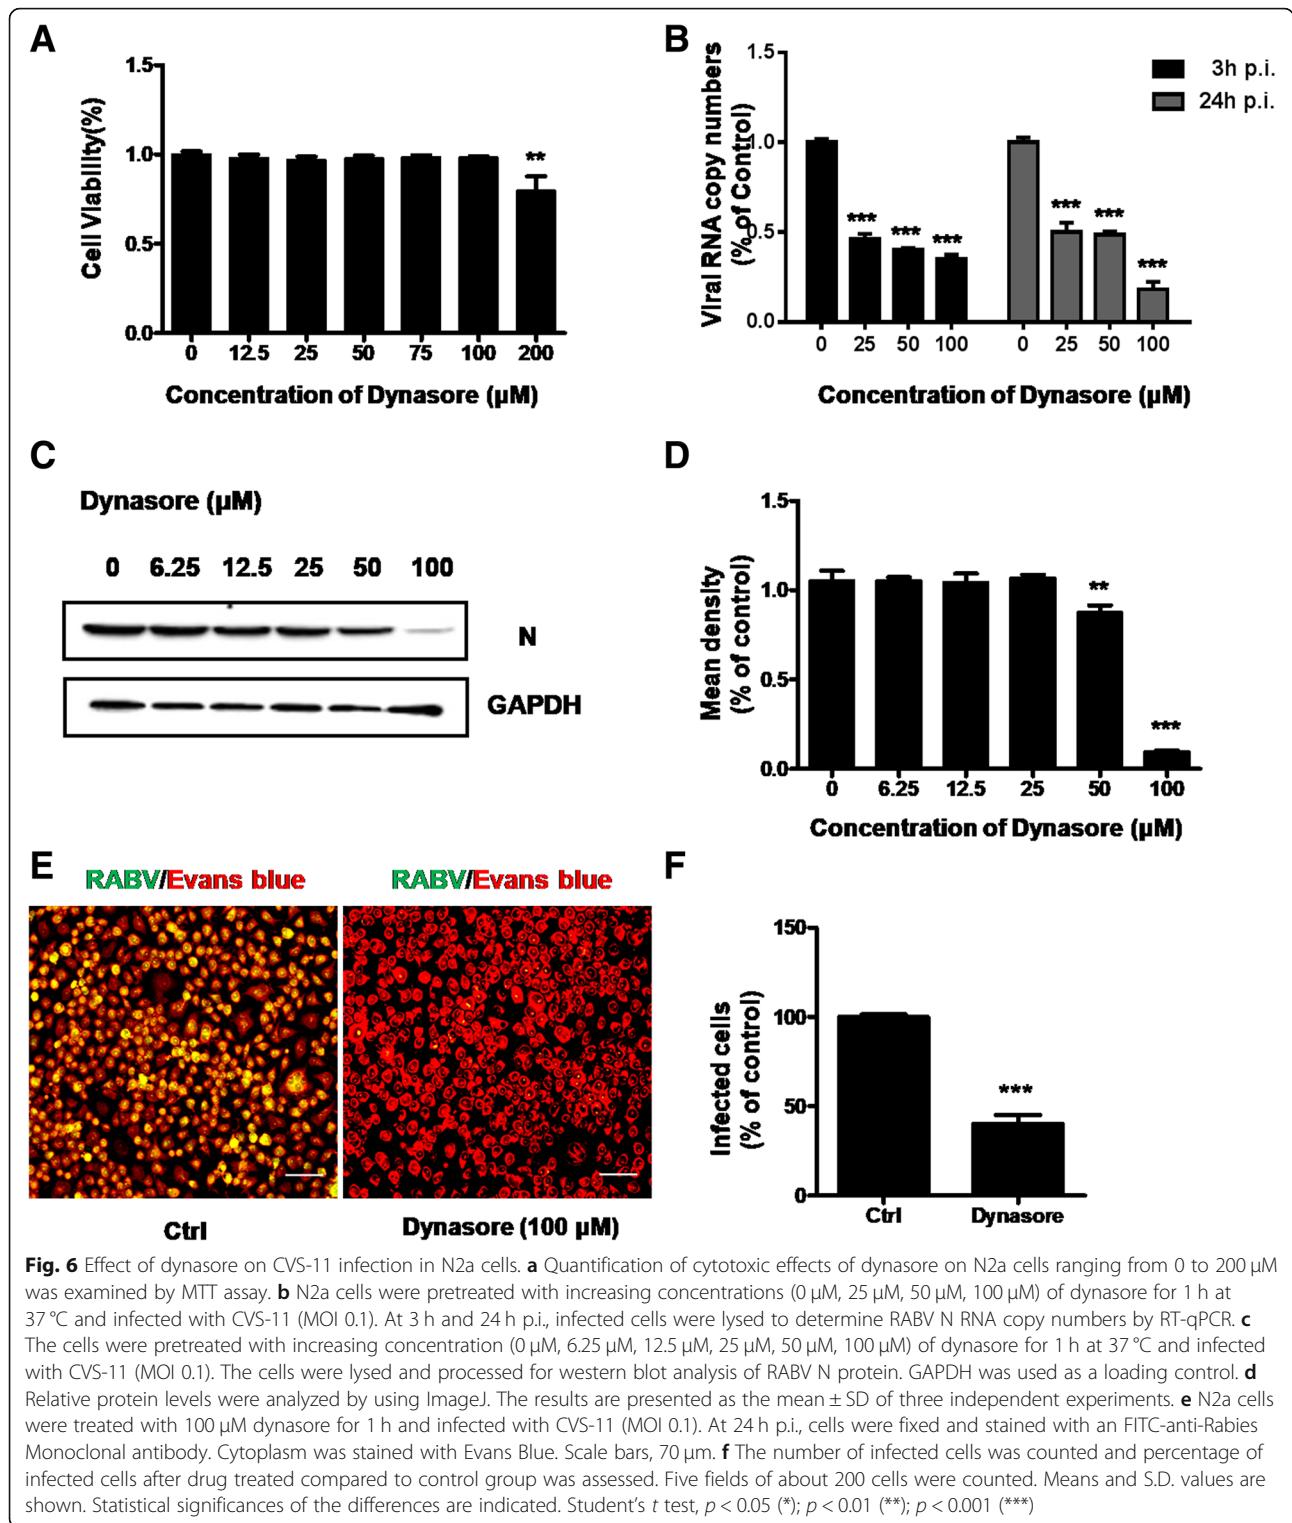 A
1.5
1.0
0.5
0.0
Cell Viability(%)
**
0 12.5 25 50 75 100 200
Concentration of Dynasore (µM)
B
1.5
1.0
0.5
0.0
Viral RNA copy numbers
(% of Control)
3h p.i.
24h p.i.
*** *** *** *** *** ***
0 25 50 100 0 25 50 100
Concentration of Dynasore (µM)
C
Dynasore (µM)
0 6.25 12.5 25 50 100
N
GAPDH
D
1.5
1.0
0.5
0.0
Mean density
(% of control)
**
***
0 6.25 12.5 25 50 100
Concentration of Dynasore (µM)
E
RABV/Evans blue RABV/Evans blue
Ctrl Dynasore (100 µM)
F
150
100
50
0
Infected cells
(% of control)
***
Ctrl Dynasore
Fig. 6 Effect of dynasore on CVS-11 infection in N2a cells. a Quantification of cytotoxic effects of dynasore on N2a cells ranging from 0 to 200 µM
was examined by MTT assay. b N2a cells were pretreated with increasing concentrations (0 µM, 25 µM, 50 µM, 100 µM) of dynasore for 1 h at
37 °C and infected with CVS-11 (MOI 0.1). At 3 h and 24 h p.i., infected cells were lysed to determine RABV N RNA copy numbers by RT-qPCR. c
The cells were pretreated with increasing concentration (0 µM, 6.25 µM, 12.5 µM, 25 µM, 50 µM, 100 µM) of dynasore for 1 h at 37 °C and infected
with CVS-11 (MOI 0.1). The cells were lysed and processed for western blot analysis of RABV N protein. GAPDH was used as a loading control. d
Relative protein levels were analyzed by using ImageJ. The results are presented as the mean ± SD of three independent experiments. e N2a cells
were treated with 100 µM dynasore for 1 h and infected with CVS-11 (MOI 0.1). At 24 h p.i., cells were fixed and stained with an FITC-anti-Rabies
Monoclonal antibody. Cytoplasm was stained with Evans Blue. Scale bars, 70 µm. f The number of infected cells was counted and percentage of
infected cells after drug treated compared to control group was assessed. Five fields of about 200 cells were counted. Means and S.D. values are
shown. Statistical significances of the differences are indicated. Student's t test, p < 0.05 (*); p < 0.01 (**); p < 0.001 (***)